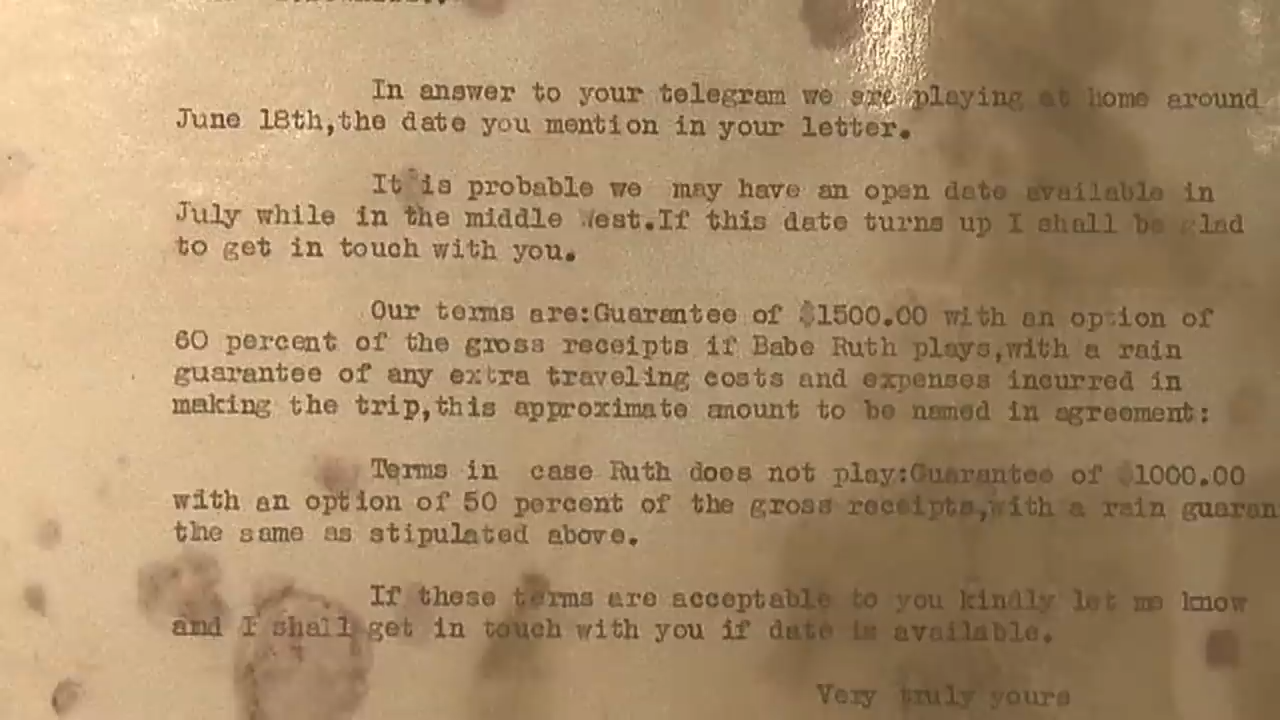 In answer to your telegram we are playing at home around
June 18th,the date you mention in your letter.
It is probable we may have an open date available in
July while in the middle West.If this date turns up I shall be glad
to get in touch with you.
Our terms are:Guarantee of $1500.00 with an option of
60 percent of the gross receipts if Babe Ruth plays,with a rain
guarantee of any extra traveling costs and expenses incurred in
making the trip,this approximate amount to be named in agreement:
Terms in case Ruth does not play:Guarantee of $1000.00
with an option of 50 percent of the gross receipts,with a rain guaran
the same as stipulated above.
If these terms are acceptable to you kindly let me know
and I shall get in touch with you if date is available.
Very truly yours